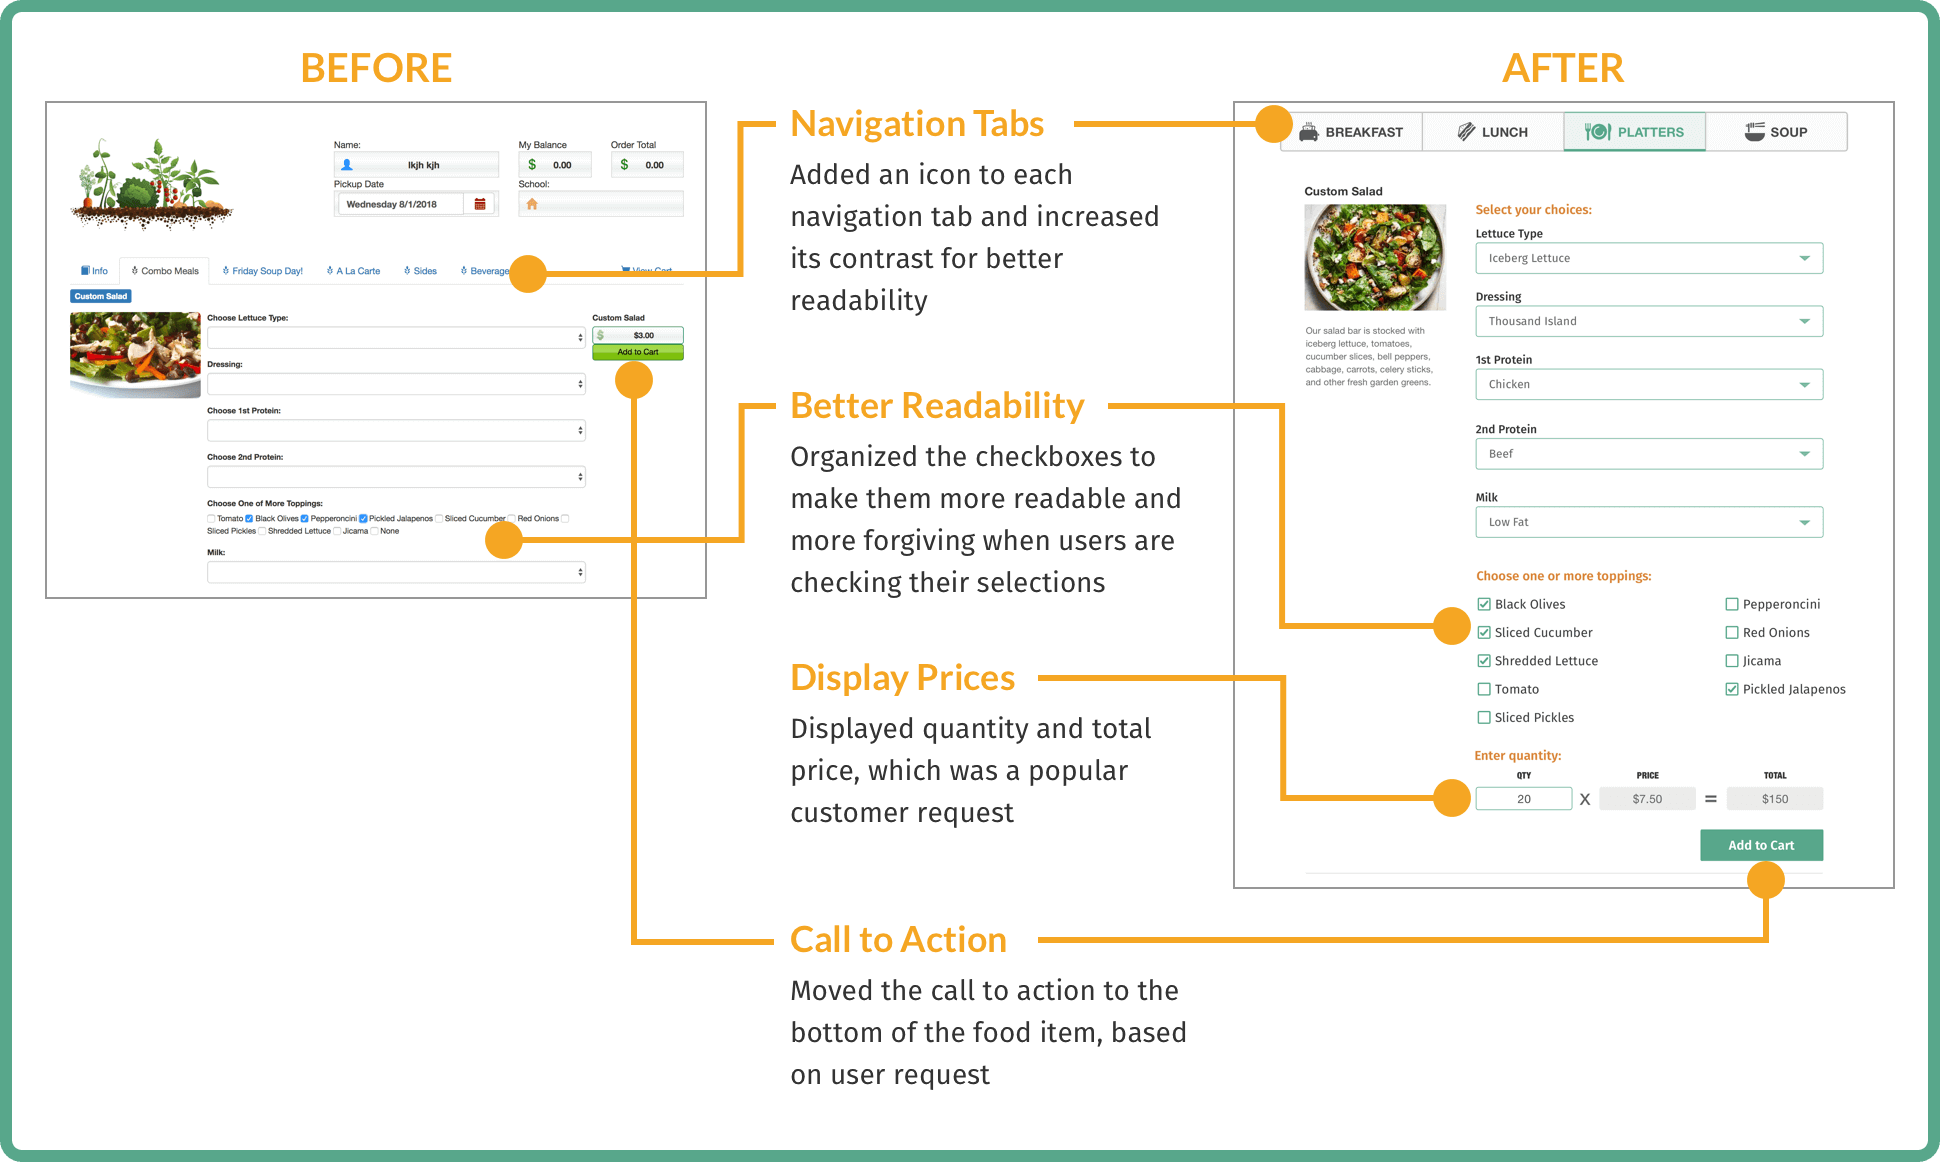 BEFORE
Name:
lkjh kjh
My Balance
$ 0.00
Order Total
$ 0.00
Pickup Date
Wednesday 8/1/2018
School:
Info
Combo Meals
Friday Soup Day!
A La Carte
Sides
Beverage
View Cart
Custom Salad
Choose Lettuce Type:
Dressing:
Choose 1st Protein:
Choose 2nd Protein:
Choose One of More Toppings:
Tomato Black Olives Pepperoncini Pickled Jalapenos Sliced Cucumber Red Onions
Sliced Pickles Shredded Lettuce Jicama None
Milk:
Custom Salad
$ $3.00
Add to Cart
Navigation Tabs
Added an icon to each
navigation tab and increased
its contrast for better
readability
Better Readability
Organized the checkboxes to
make them more readable and
more forgiving when users are
checking their selections
Display Prices
Displayed quantity and total
price, which was a popular
customer request
Call to Action
Moved the call to action to the
bottom of the food item, based
on user request
AFTER
BREAKFAST
LUNCH
PLATTERS
SOUP
Custom Salad
Our salad bar is stocked with
iceberg lettuce, tomatoes,
cucumber slices, bell peppers,
cabbage, carrots, celery sticks,
and other fresh garden greens.
Select your choices:
Lettuce Type
Iceberg Lettuce
Dressing
Thousand Island
1st Protein
Chicken
2nd Protein
Beef
Milk
Low Fat
Choose one or more toppings:
Black Olives
Pepperoncini
Sliced Cucumber
Red Onions
Shredded Lettuce
Jicama
Tomato
Pickled Jalapenos
Sliced Pickles
Enter quantity:
QTY PRICE TOTAL
20 X $7.50 = $150
Add to Cart